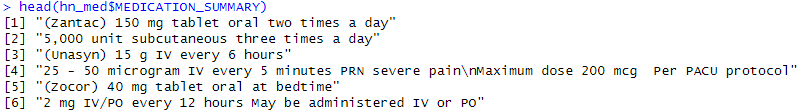 > head(hn_med$MEDICATION_SUMMARY)
[1] "(Zantac) 150 mg tablet oral two times a day"
[2] "5,000 unit subcutaneous three times a day"
[3] "(Unasyn) 15 g IV every 6 hours"
[4] "25 - 50 microgram IV every 5 minutes PRN severe pain\nMaximum dose 200 mcg  Per PACU protocol"
[5] "(Zocor) 40 mg tablet oral at bedtime"
[6] "2 mg IV/PO every 12 hours May be administered IV or PO"